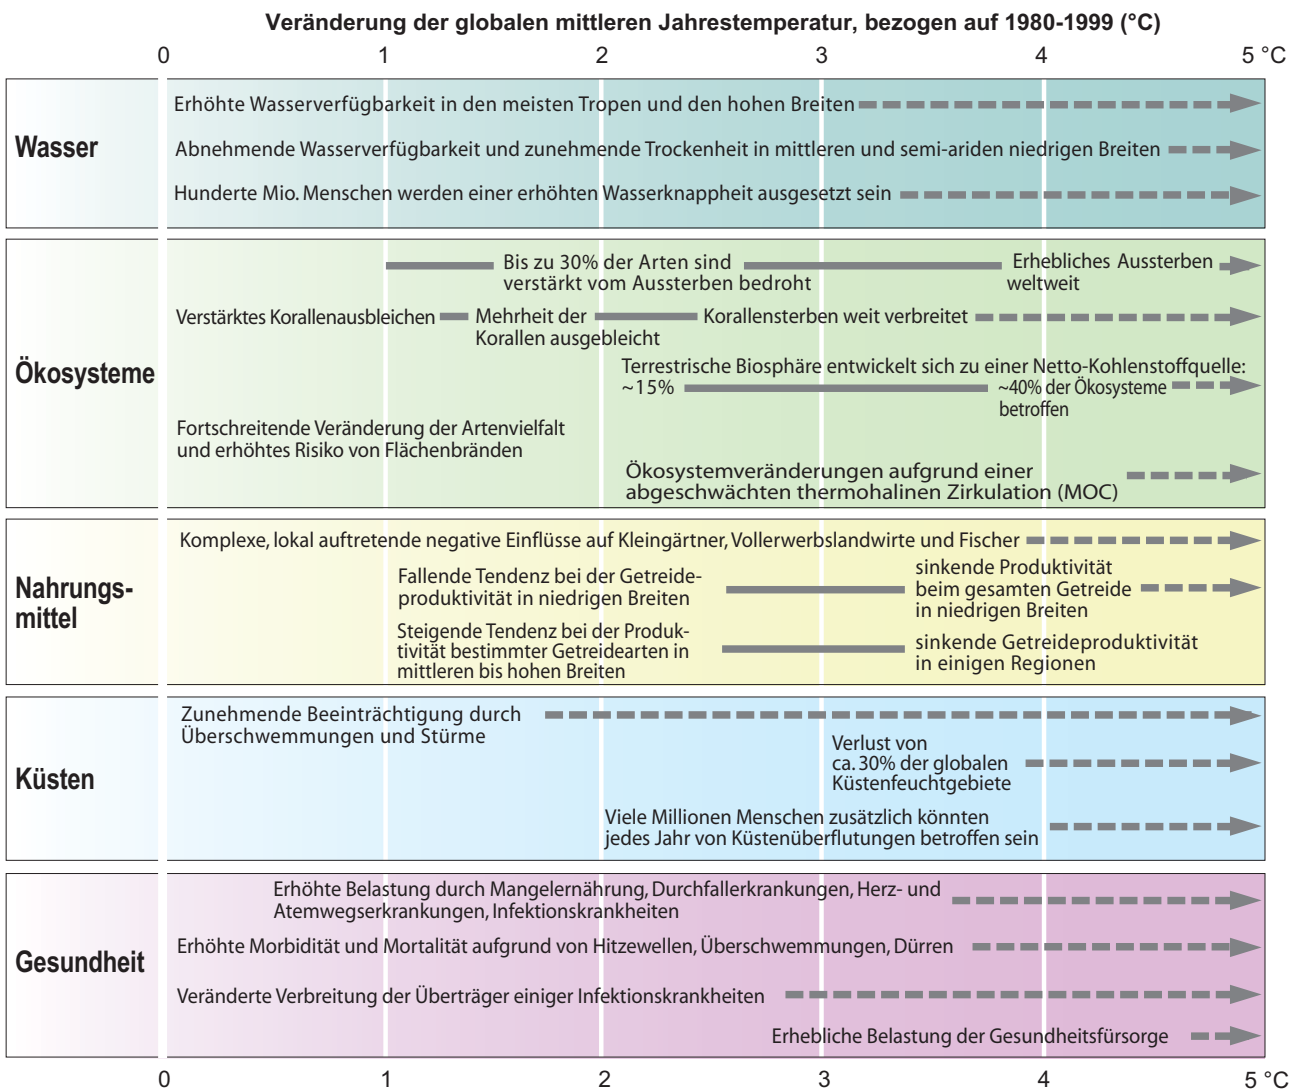 Veränderung der globalen mittleren Jahrestemperatur, bezogen auf 1980-1999 (°C)
0 1 2 3 4 5 °C
Wasser
Erhöhte Wasserverfügbarkeit in den meisten Tropen und den hohen Breiten
Abnehmende Wasserverfügbarkeit und zunehmende Trockenheit in mittleren und semi-ariden niedrigen Breiten
Hunderte Mio. Menschen werden einer erhöhten Wasserknappheit ausgesetzt sein
Ökosysteme
Bis zu 30% der Arten sind
verstärkt vom Aussterben bedroht
Erhebliches Aussterben
weltweit
Verstärktes Korallenausbleichen
Mehrheit der
Korallen ausgebleicht
Korallensterben weit verbreitet
Terrestrische Biosphäre entwickelt sich zu einer Netto-Kohlenstoffquelle:
~15%
~40% der Ökosysteme
betroffen
Fortschreitende Veränderung der Artenvielfalt
und erhöhtes Risiko von Flächenbränden
Ökosystemveränderungen aufgrund einer
abgeschwächten thermohalinen Zirkulation (MOC)
Nahrungs-
mittel
Komplexe, lokal auftretende negative Einflüsse auf Kleingärtner, Vollerwerbslandwirte und Fischer
Fallende Tendenz bei der Getreide-
produktivität in niedrigen Breiten
sinkende Produktivität
beim gesamten Getreide
in niedrigen Breiten
Steigende Tendenz bei der Produk-
tivität bestimmter Getreidearten in
mittleren bis hohen Breiten
sinkende Getreideproduktivität
in einigen Regionen
Küsten
Zunehmende Beeinträchtigung durch
Überschwemmungen und Stürme
Verlust von
ca. 30% der globalen
Küstenfeuchtgebiete
Viele Millionen Menschen zusätzlich könnten
jedes Jahr von Küstenüberflutungen betroffen sein
Gesundheit
Erhöhte Belastung durch Mangelernährung, Durchfallerkrankungen, Herz- und
Atemwegserkrankungen, Infektionskrankheiten
Erhöhte Morbidität und Mortalität aufgrund von Hitzewellen, Überschwemmungen, Dürren
Veränderte Verbreitung der Überträger einiger Infektionskrankheiten
Erhebliche Belastung der Gesundheitsfürsorge
0 1 2 3 4 5 °C